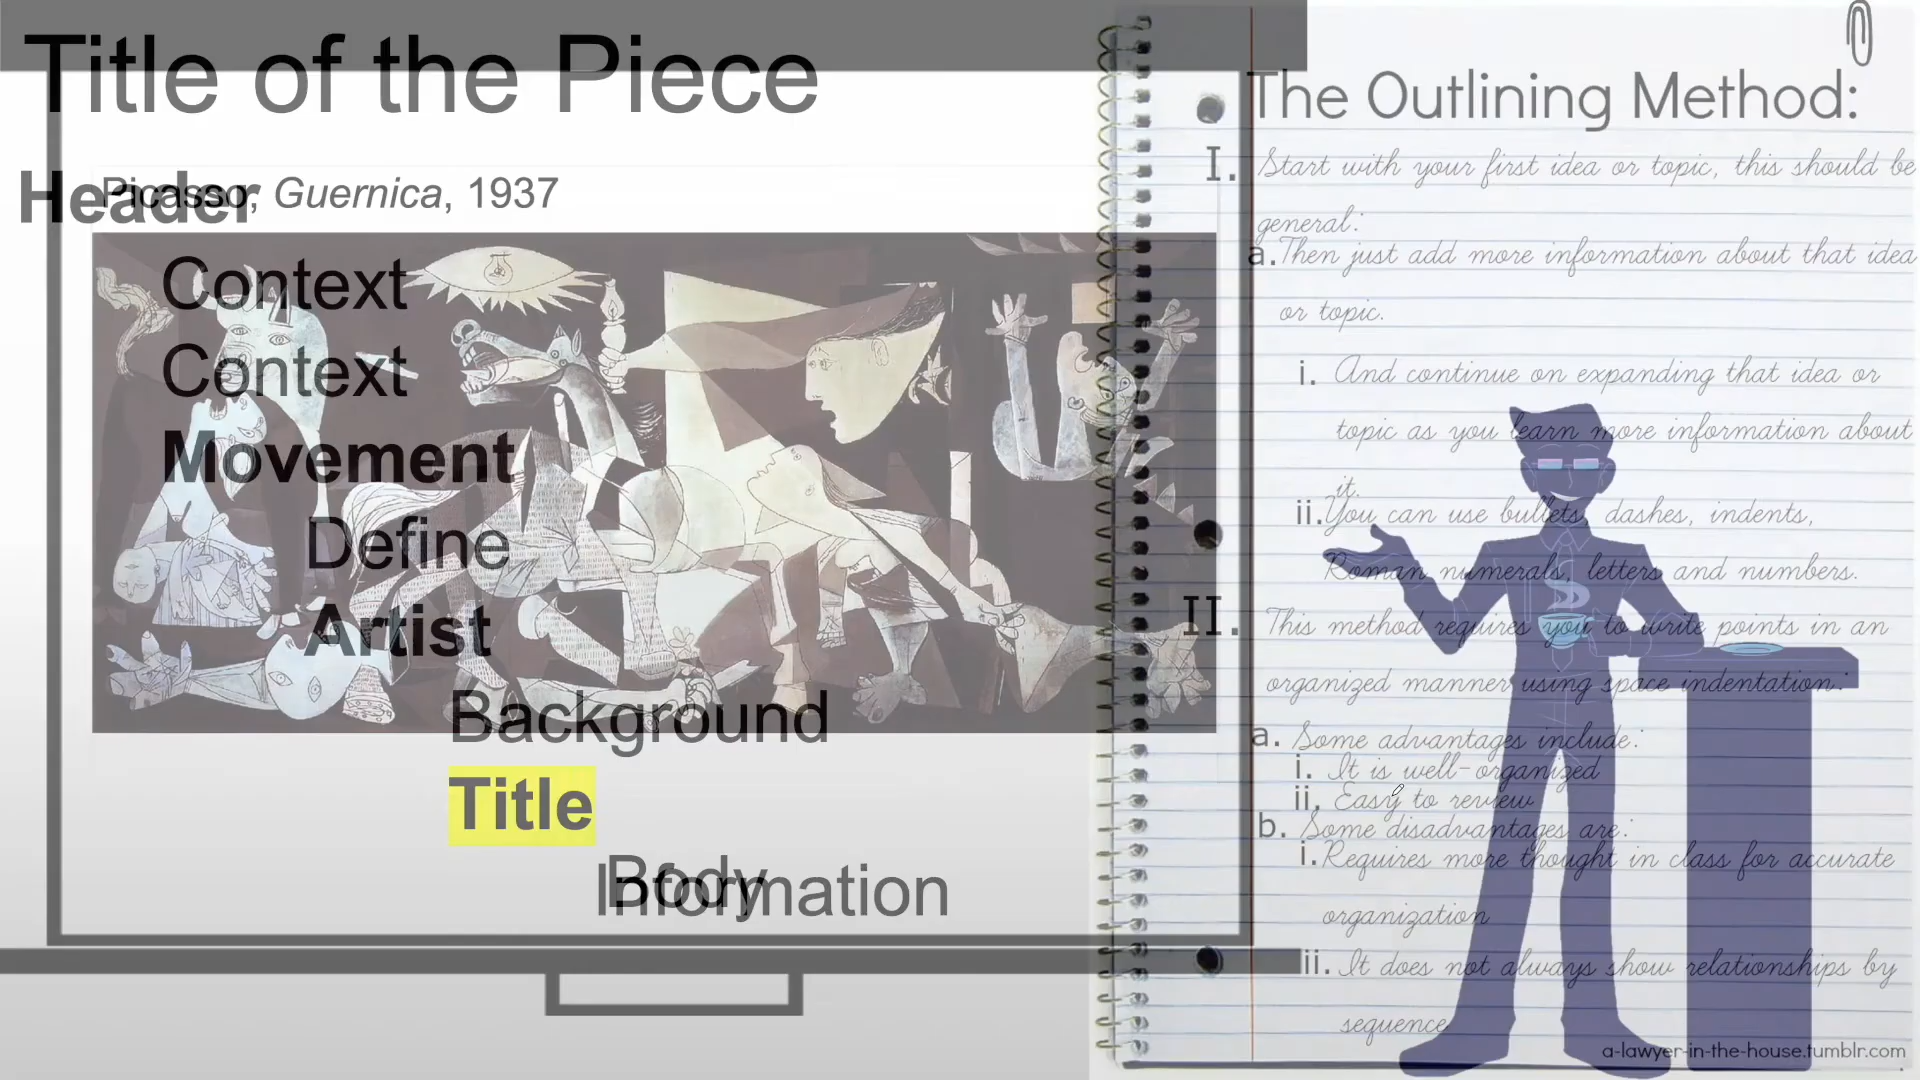 Title of the Piece
Picasso, Guernica, 1937
Header
Context
Context
Movement
Define
Artist
Background
Title
Body
Information
The Outlining Method:
I. Start with your first idea or topic, this should be
general:
a. Then just add more information about that idea
or topic.
i. And continue on expanding that idea or
topic as you learn more information about
it.
ii. You can use bullets, dashes, indents,
Roman numerals, letters and numbers.
II. This method requires you to write points in an
organized manner using space indentation:
a. Some advantages include:
i. It is well-organized
ii. Easy to review
b. Some disadvantages are:
i. Requires more thought in class for accurate
organization
ii. It does not always show relationships by
sequence
a-lawyer-in-the-house.tumblr.com